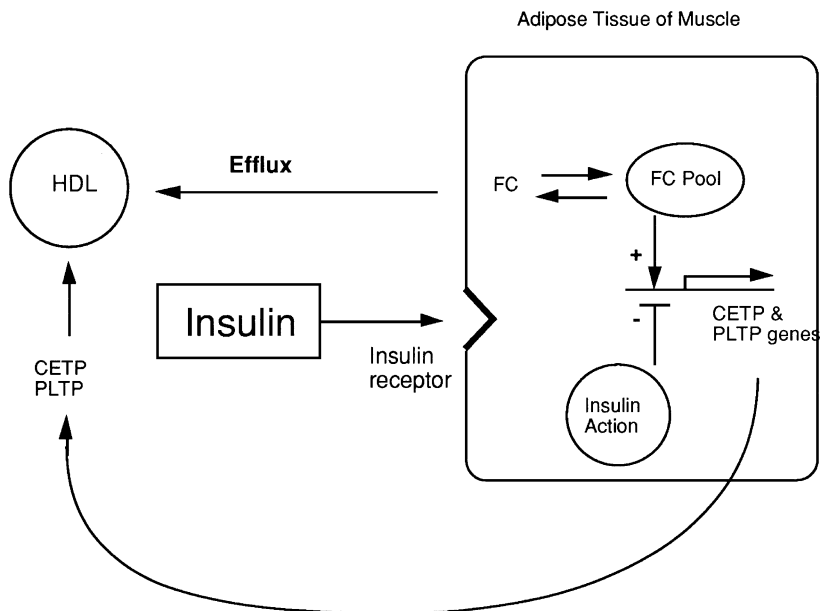 Adipose Tissue of Muscle
HDL
Efflux
FC
FC Pool
+
Insulin
Insulin
receptor
-
CETP &
PLTP genes
CETP
PLTP
Insulin
Action